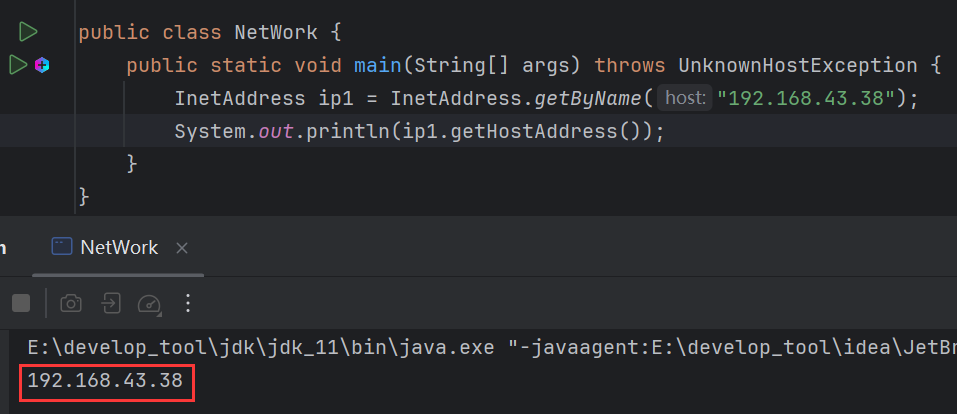 public class NetWork {
public static void main(String[] args) throws UnknownHostException {
InetAddress ip1 = InetAddress.getByName( host: "192.168.43.38");
System.out.println(ip1.getHostAddress());
}
}
n
NetWork ×
E:\develop_tool\jdk\jdk_11\bin\java.exe "-javaagent:E:\develop_tool\idea\JetBr
192.168.43.38